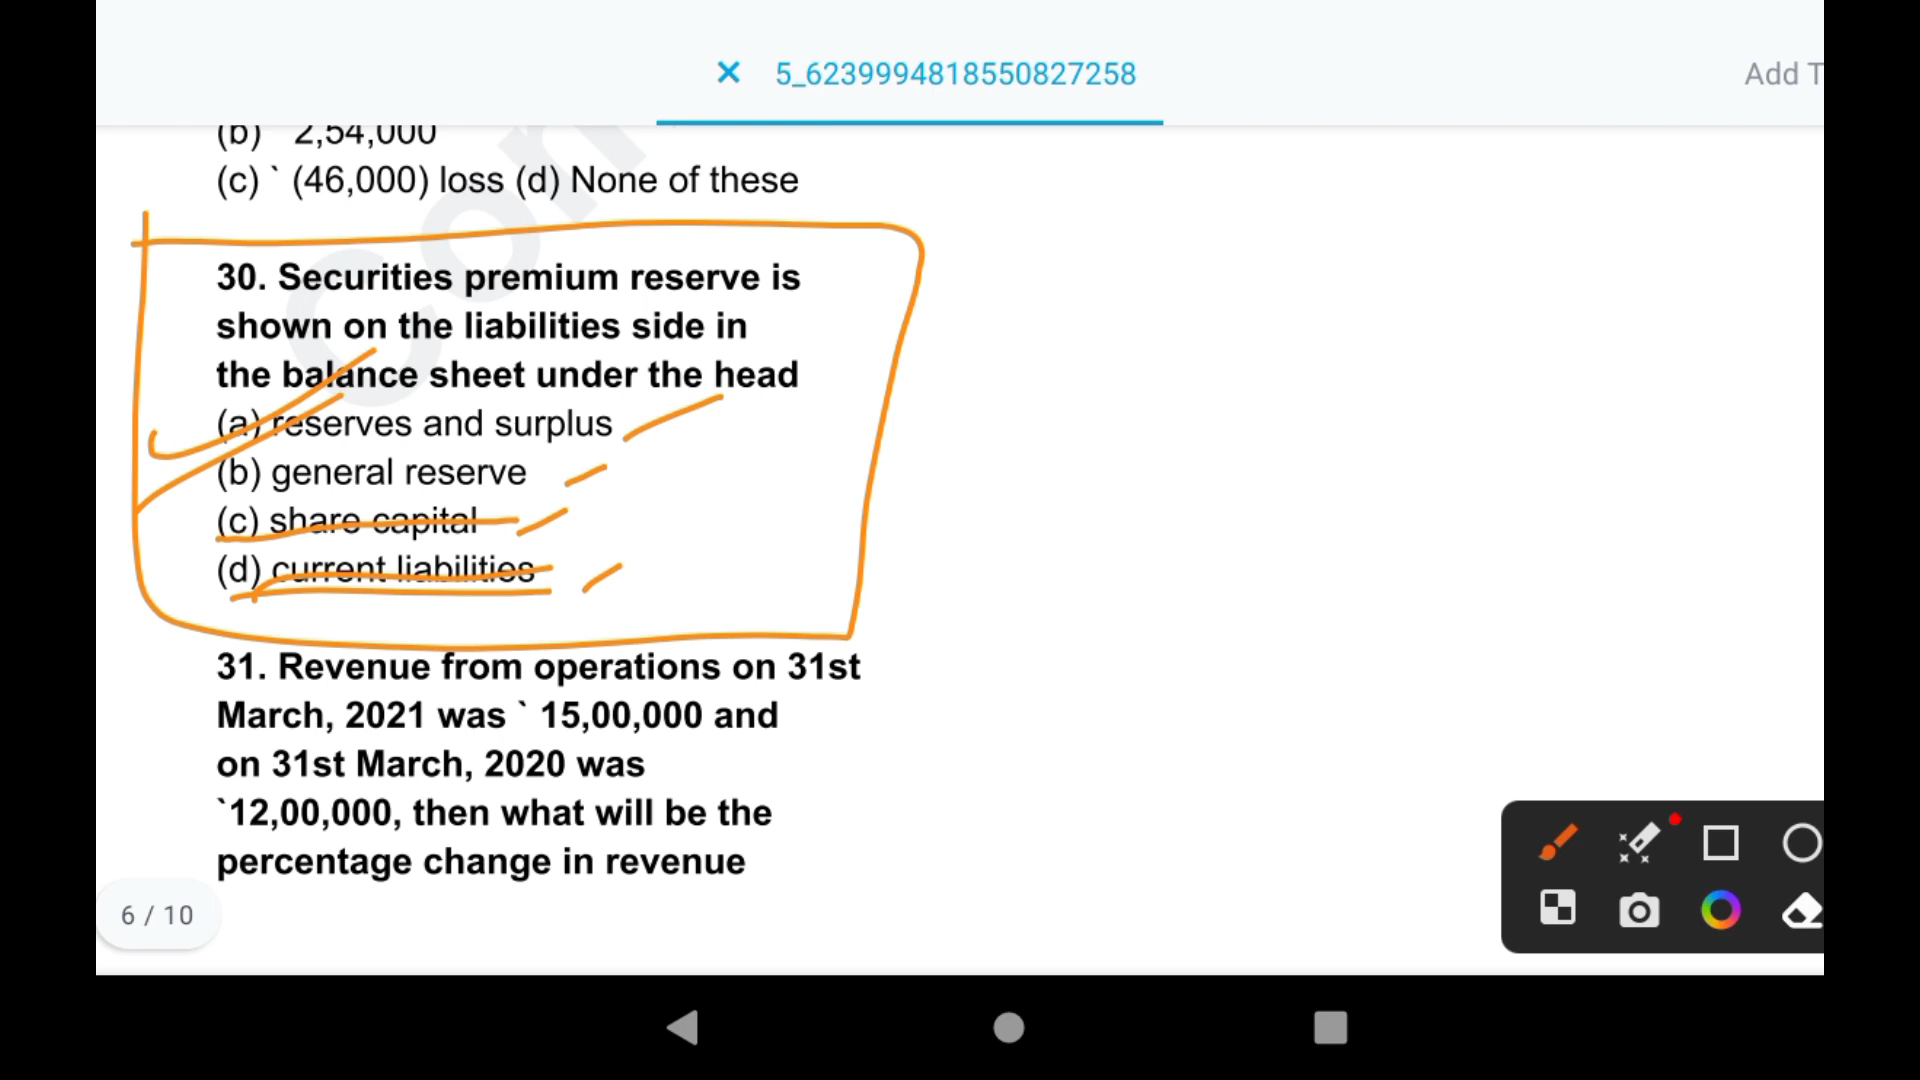 5_6239994818550827258
Add T
(b) 2,54,000
(c) ` (46,000) loss (d) None of these
30. Securities premium reserve is
shown on the liabilities side in
the balance sheet under the head
(a) reserves and surplus
(b) general reserve
(c) share capital
(d) current liabilities
31. Revenue from operations on 31st
March, 2021 was ` 15,00,000 and
on 31st March, 2020 was
`12,00,000, then what will be the
percentage change in revenue
6 / 10